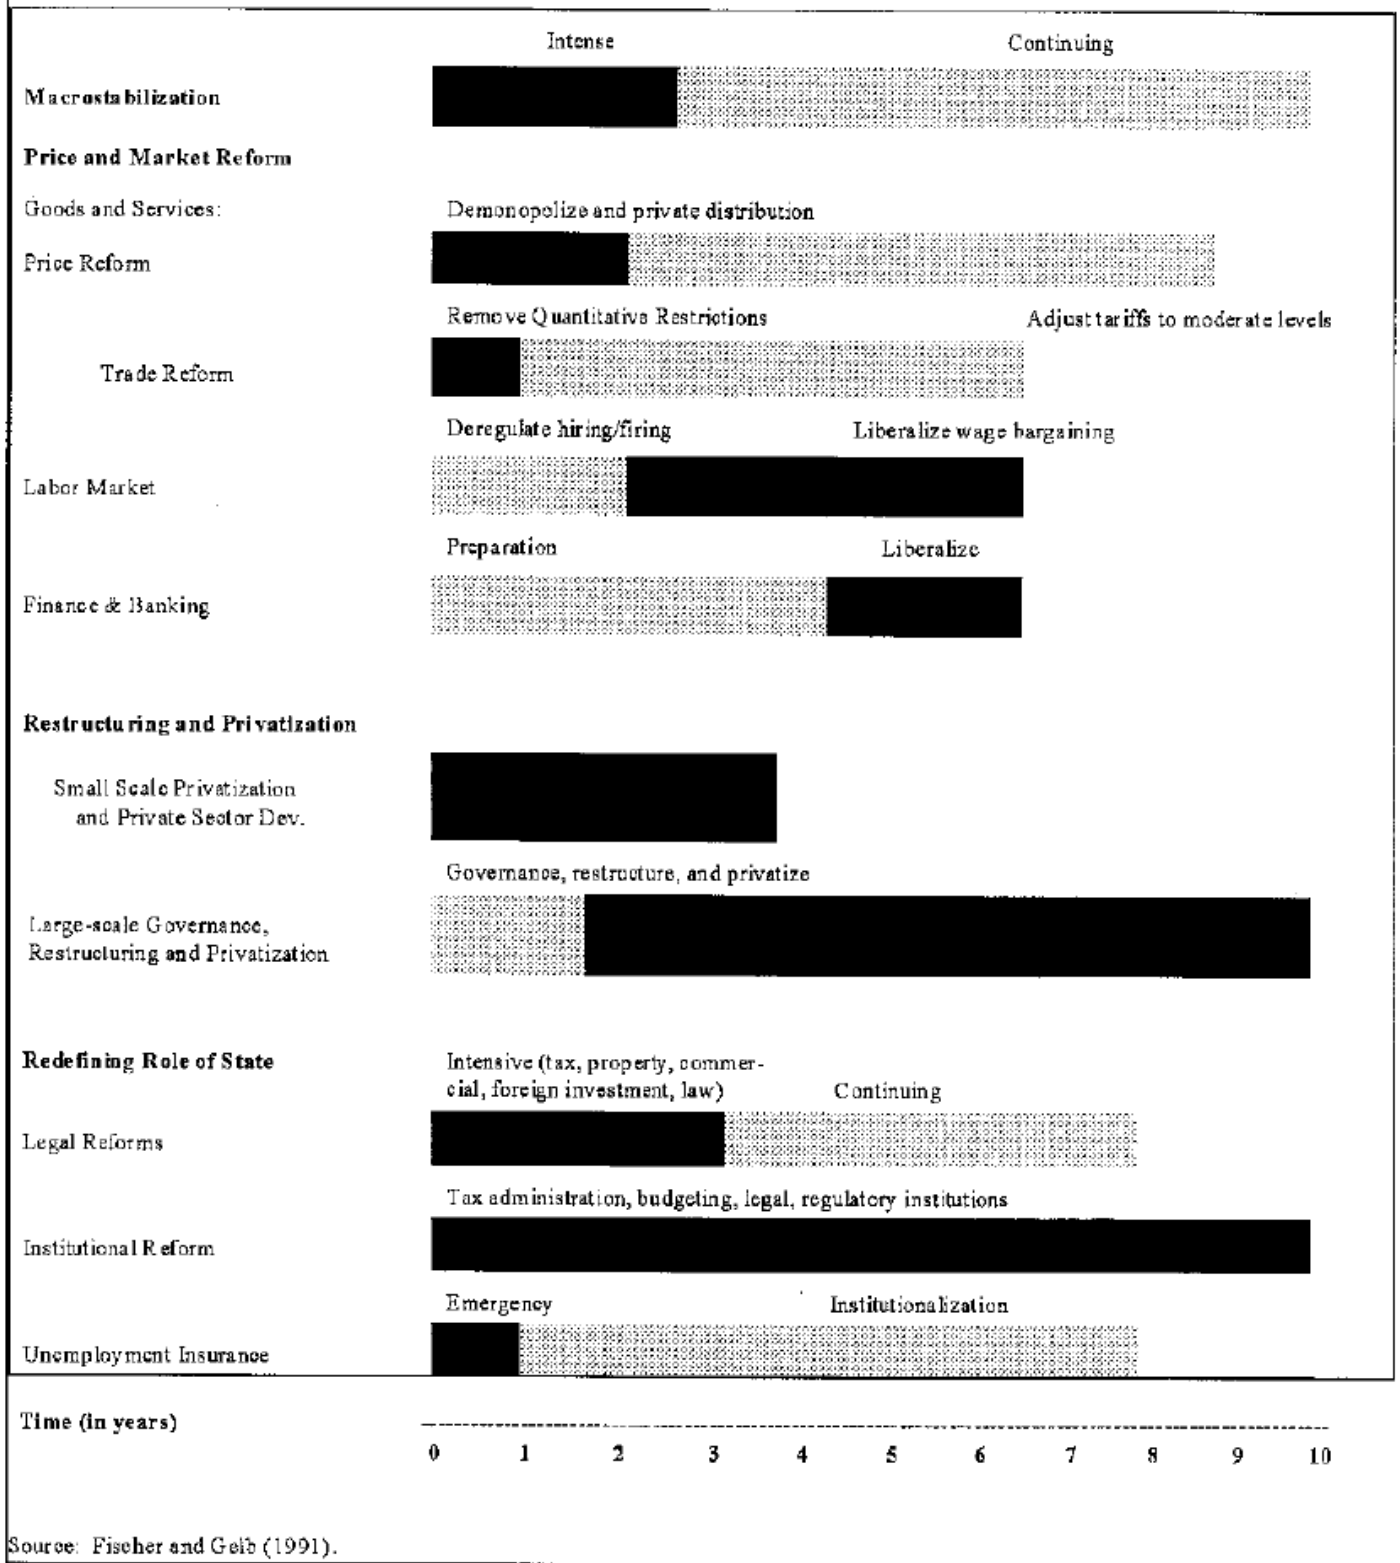 Intense Continuing
Macrostabilization
Price and Market Reform
Goods and Services: Demonopolize and private distribution
Price Reform
Remove Quantitative Restrictions Adjust tariffs to moderate levels
Trade Reform
Deregulate hiring/firing Liberalize wage bargaining
Labor Market
Preparation Liberalize
Finance & Banking
Restructuring and Privatization
Small Scale Privatization
and Private Sector Dev.
Governance, restructure, and privatize
Large-scale Governance,
Restructuring and Privatization
Redefining Role of State Intensive (tax, property, commer-
cial, foreign investment, law) Continuing
Legal Reforms
Tax administration, budgeting, legal, regulatory institutions
Institutional Reform
Emergency Institutionalization
Unemployment Insurance
Time (in years)
0 1 2 3 4 5 6 7 8 9 10
Source: Fischer and Gelb (1991).